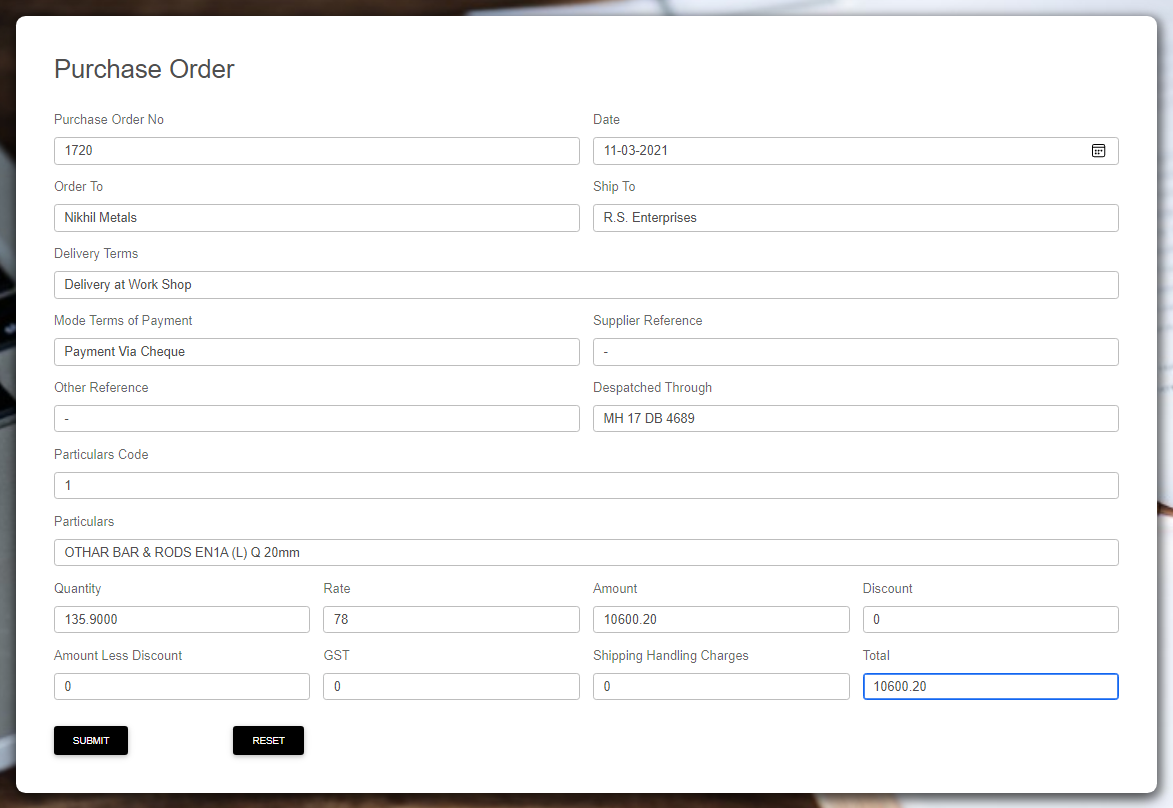 Purchase Order
Purchase Order No Date
1720 11-03-2021
Order To Ship To
Nikhil Metals R.S. Enterprises
Delivery Terms
Delivery at Work Shop
Mode Terms of Payment Supplier Reference
Payment Via Cheque -
Other Reference Despatched Through
- MH 17 DB 4689
Particulars Code
1
Particulars
OTHAR BAR & RODS EN1A (L) Q 20mm
Quantity Rate Amount Discount
135.9000 78 10600.20 0
Amount Less Discount GST Shipping Handling Charges Total
0 0 0 10600.20
SUBMIT RESET